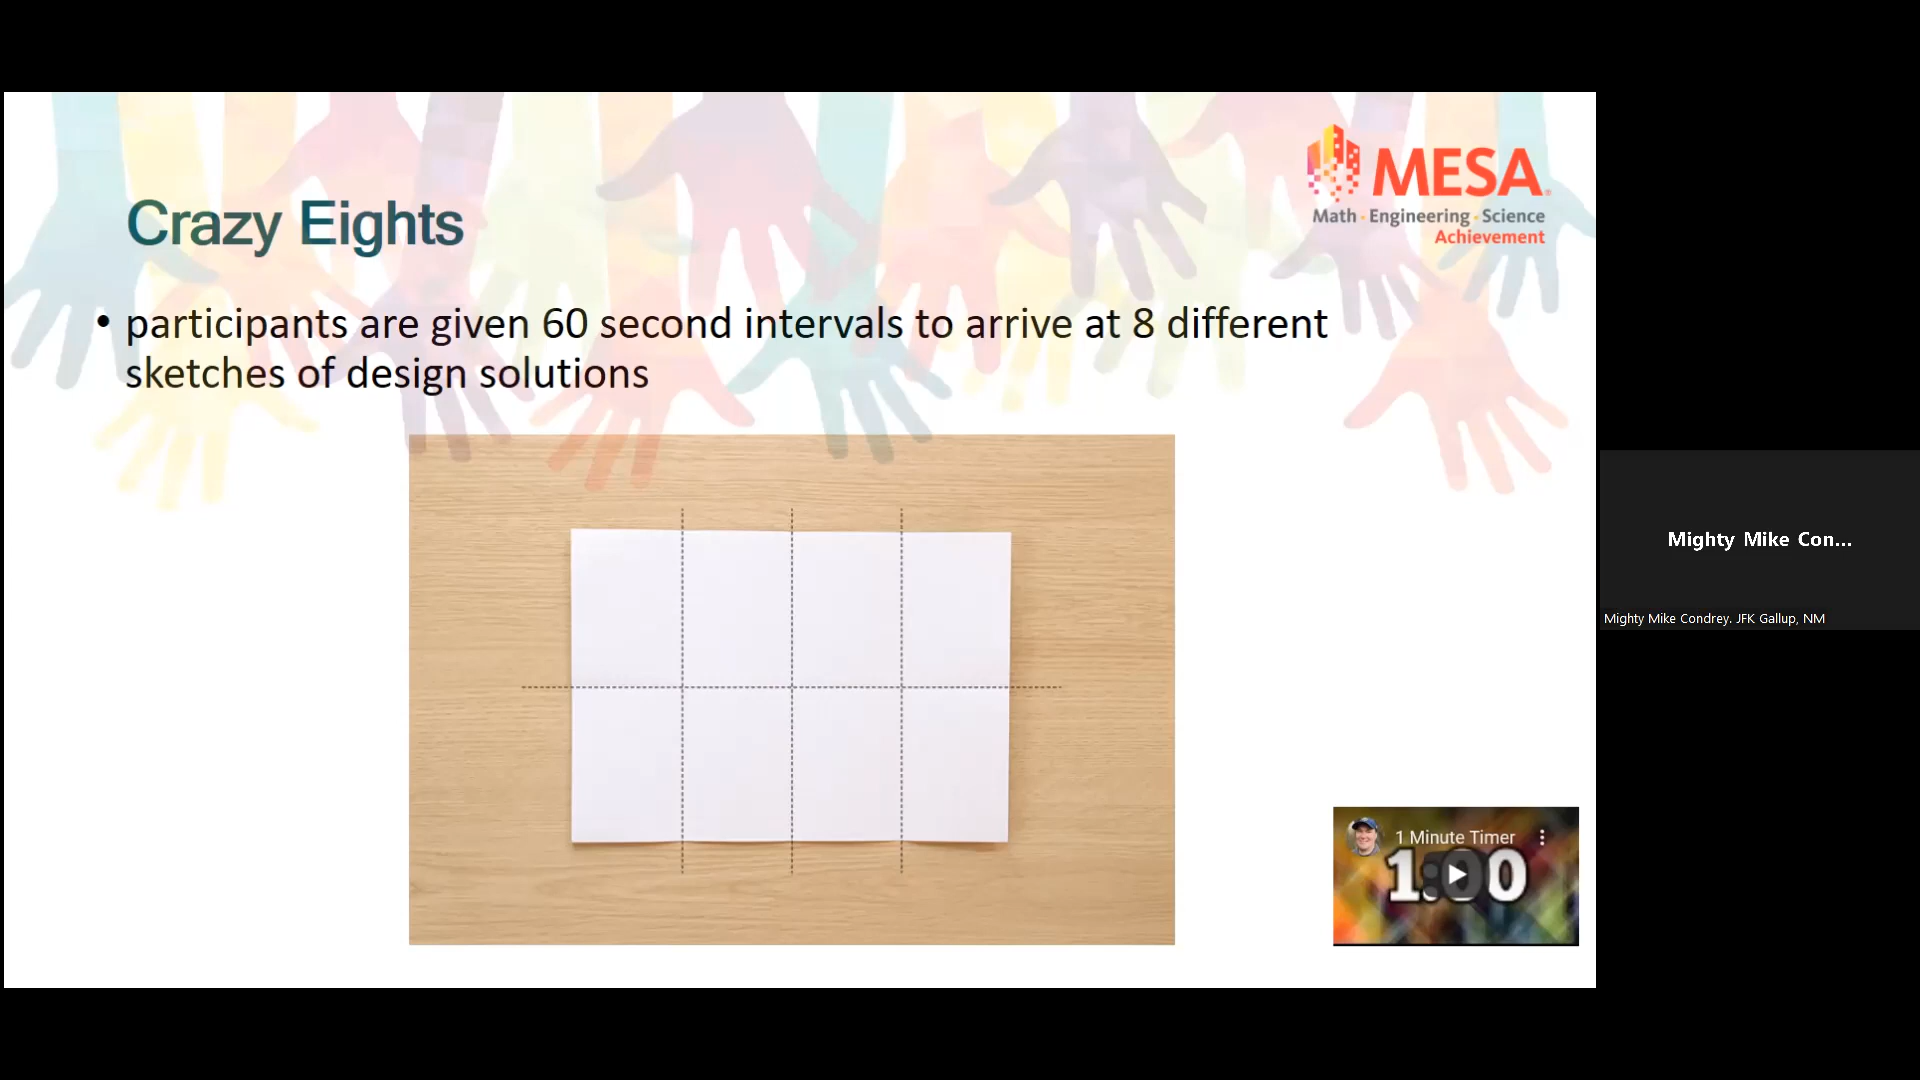 MESA
Math · Engineering · Science
Achievement
Crazy Eights
• participants are given 60 second intervals to arrive at 8 different
sketches of design solutions
Mighty Mike Con...
Mighty Mike Condrey. JFK Gallup, NM
1 Minute Timer
1:00